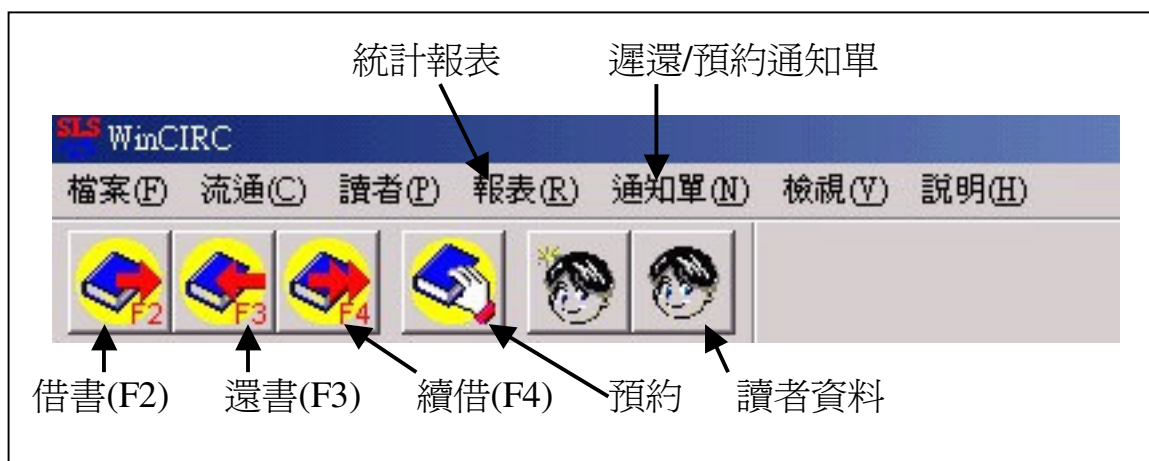 統計報表 遲還/預約通知單
SLS WinCIRC
檔案(F) 流通(C) 讀者(P) 報表(R) 通知單(N) 檢視(V) 說明(H)
F2 F3 F4
借書(F2) 還書(F3) 續借(F4) 預約 讀者資料